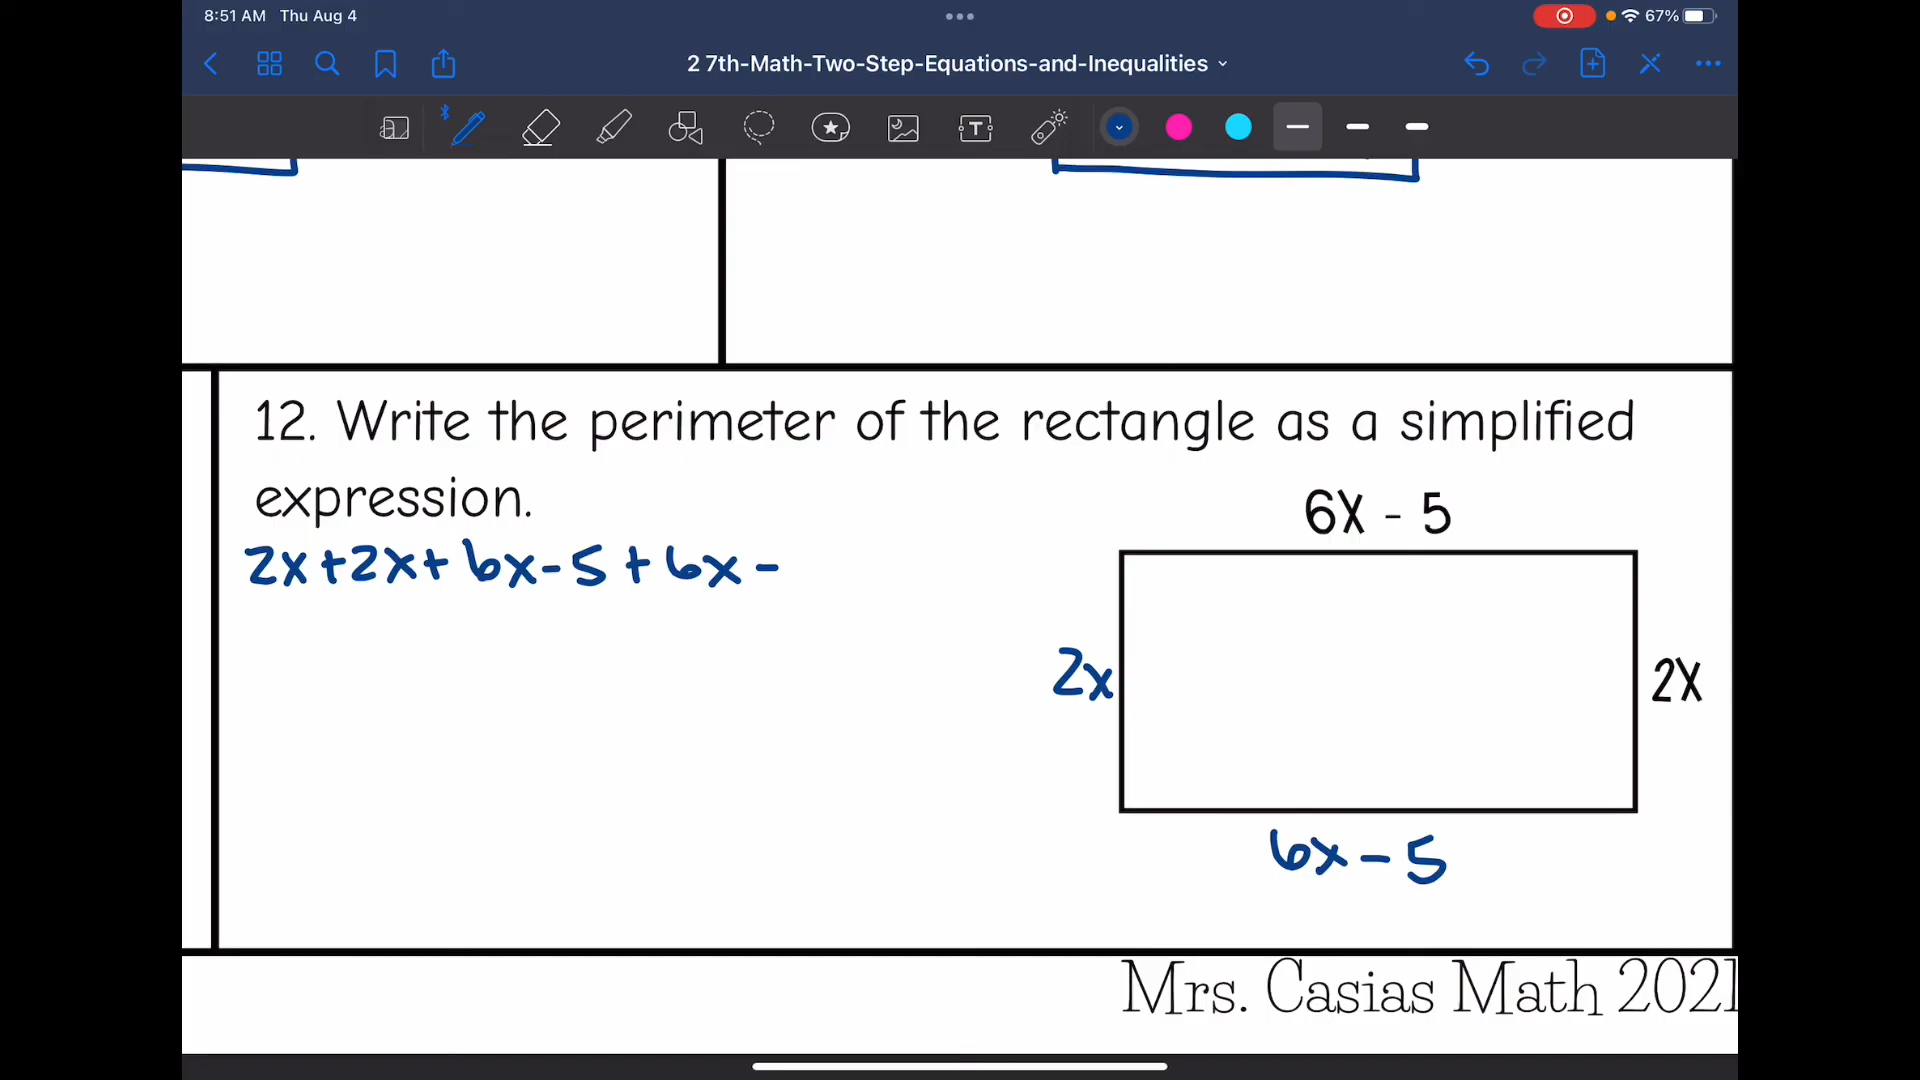 8:51 AM Thu Aug 4
67%
2 7th-Math-Two-Step-Equations-and-Inequalities
T
12. Write the perimeter of the rectangle as a simplified
expression.
6X - 5
2x+2x+6x-5+6x-
2x
2X
6x-5
Mrs. Casias Math 2021